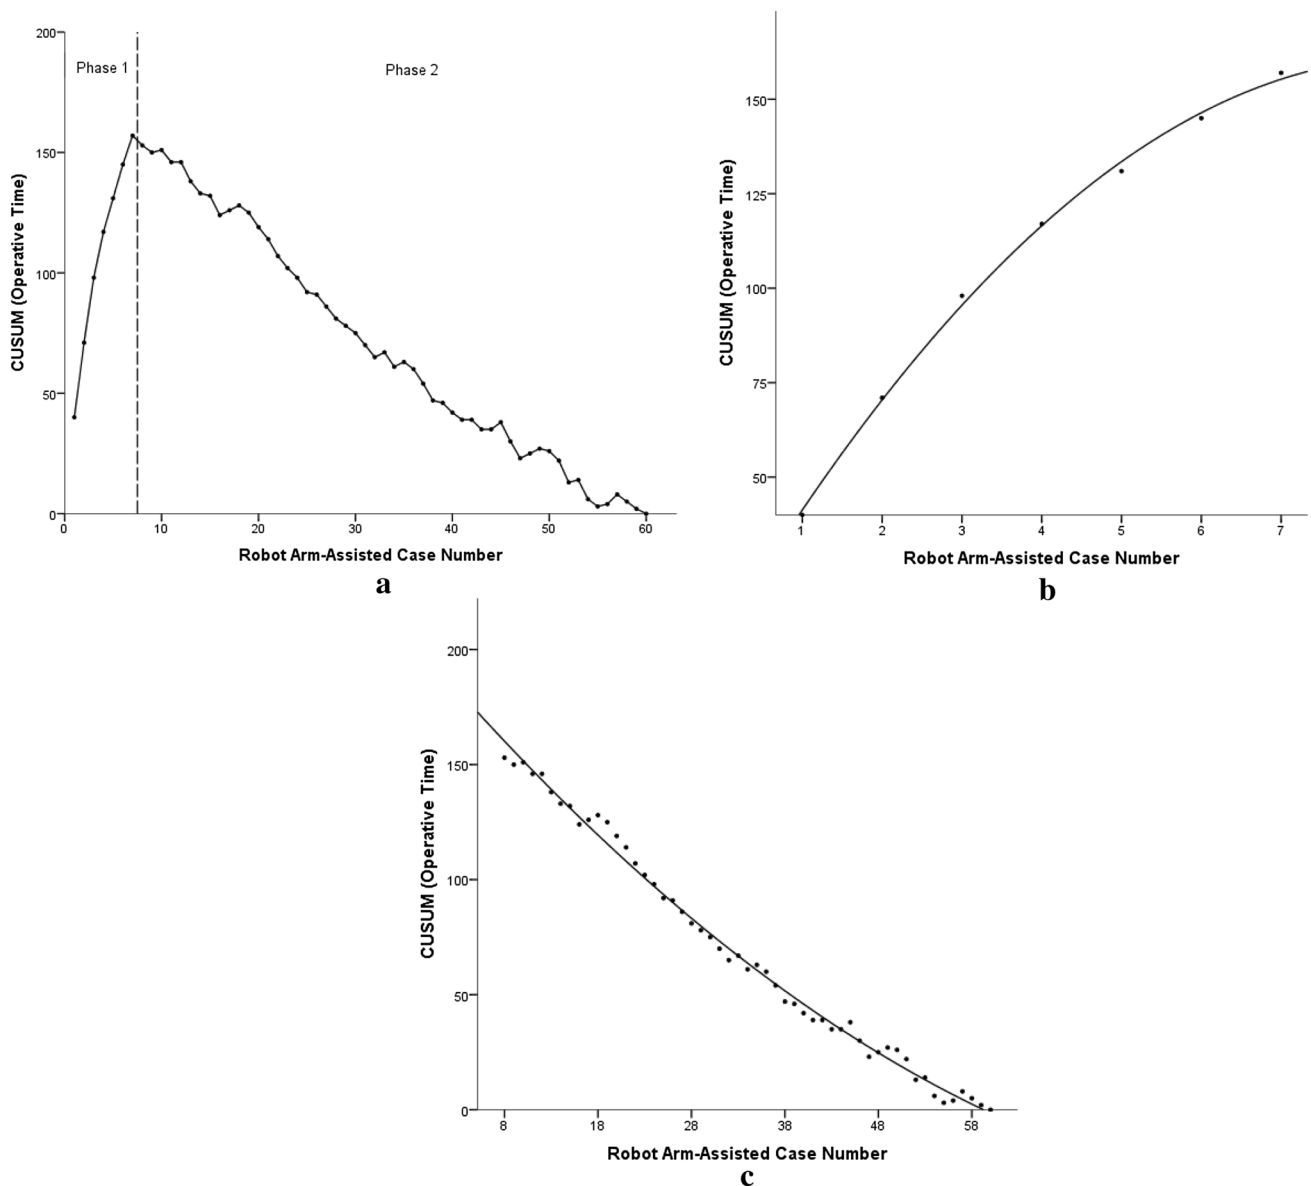 200
Phase 1
Phase 2
150
100
50
0
CUSUM (Operative Time)
0 10 20 30 40 50 60
Robot Arm-Assisted Case Number
a
150
125
100
75
50
CUSUM (Operative Time)
1 2 3 4 5 6 7
Robot Arm-Assisted Case Number
b
200
150
100
50
0
CUSUM (Operative Time)
8 18 28 38 48 58
Robot Arm-Assisted Case Number
c